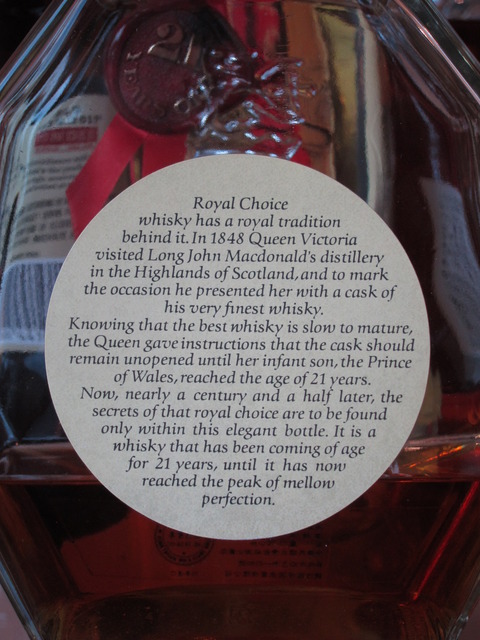 21
YEARS OLD
Royal Choice
whisky has a royal tradition
behind it. In 1848 Queen Victoria
visited Long John Macdonald's distillery
in the Highlands of Scotland, and to mark
the occasion he presented her with a cask of
his very finest whisky.
Knowing that the best whisky is slow to mature,
the Queen gave instructions that the cask should
remain unopened until her infant son, the Prince
of Wales, reached the age of 21 years.
Now, nearly a century and a half later, the
secrets of that royal choice are to be found
only within this elegant bottle. It is a
whisky that has been coming of age
for 21 years, until it has now
reached the peak of mellow
perfection.